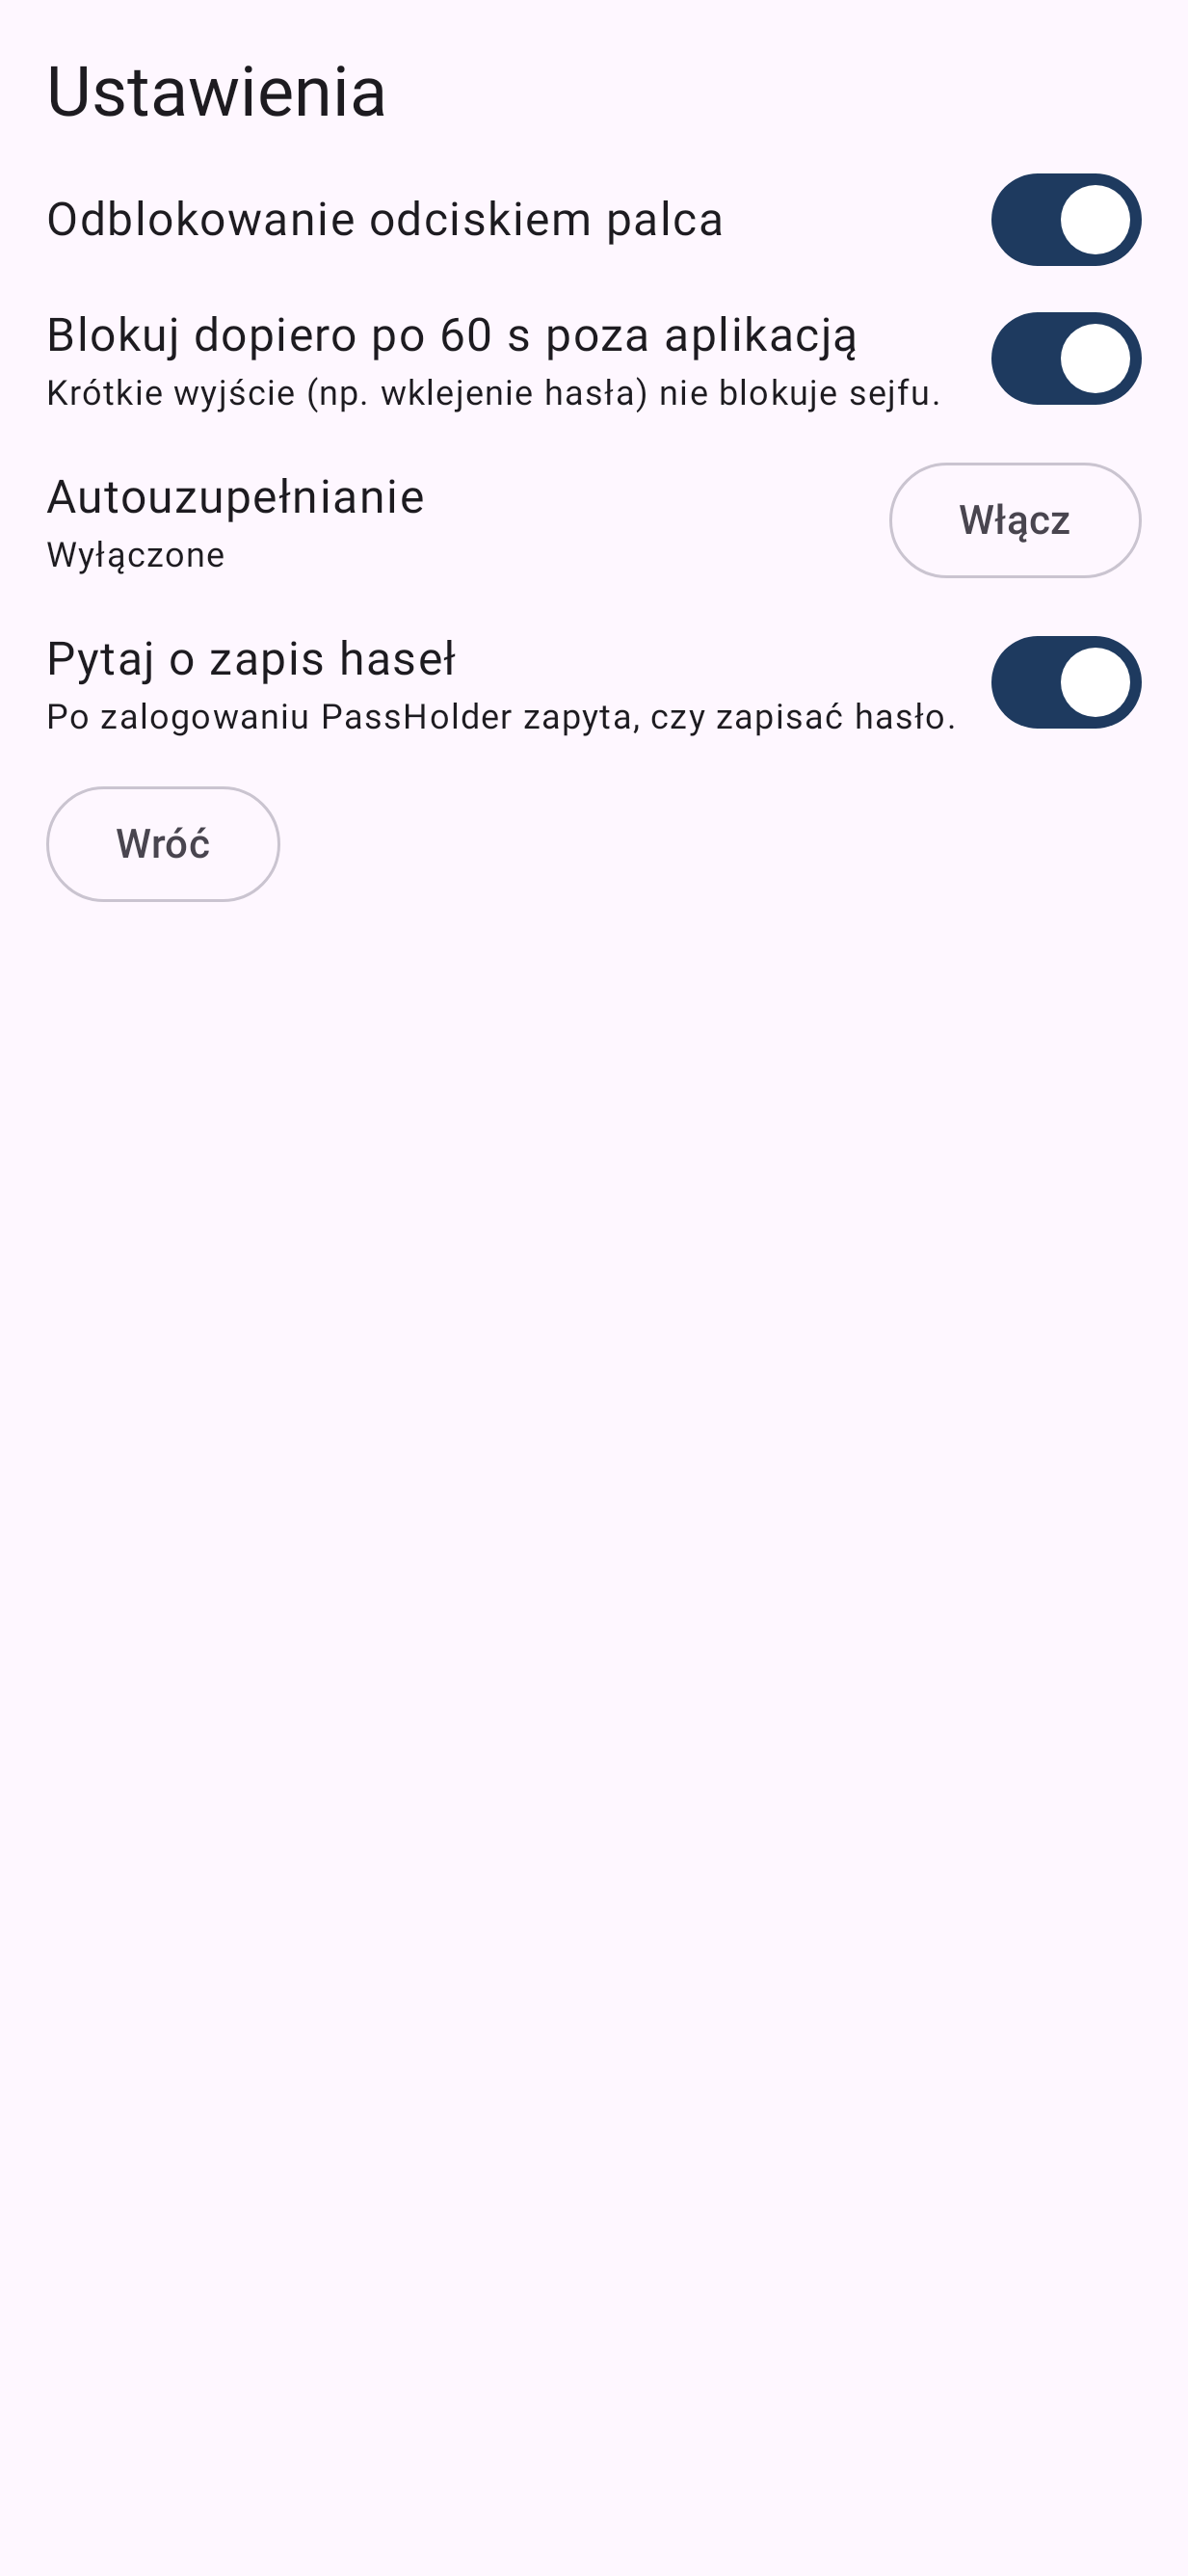 Ustawienia
Odblokowanie odciskiem palca
Blokuj dopiero po 60 s poza aplikacją
Krótkie wyjście (np. wklejenie hasła) nie blokuje sejfu.
Autouzupełnianie
Wyłączone
Włącz
Pytaj o zapis haseł
Po zalogowaniu PassHolder zapyta, czy zapisać hasło.
Wróć